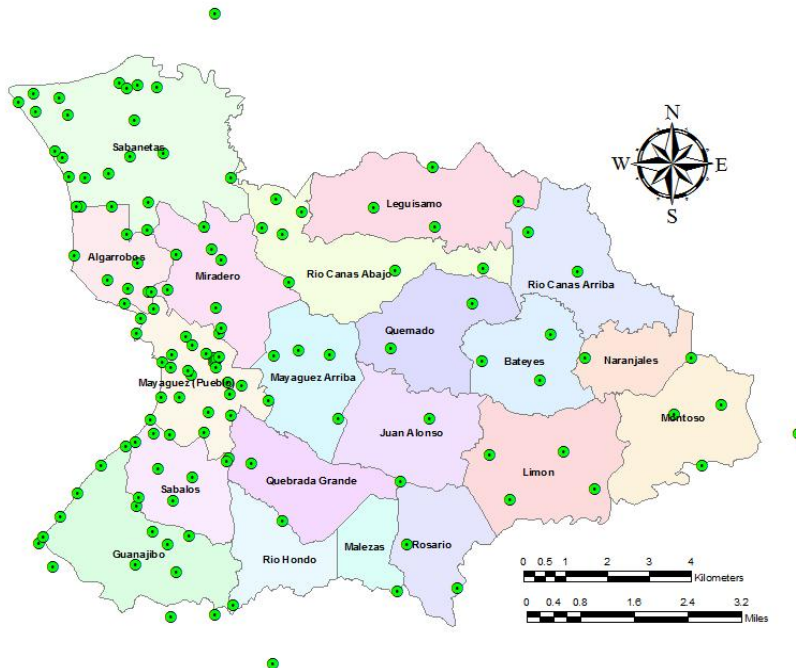 N
W E
S
Sabanetas
Leguisamo
Algarrobos
Miradero
Rio Canas Abajo
Rio Canas Arriba
Quemado
Bateyes
Naranjales
Mayaguez (Pueblo)
Mayaguez Arriba
Juan Alonso
Montoso
Limon
Sabalos
Quebrada Grande
Guanajibo
Rio Hondo
Malezas
Rosario
0 0.5 1 2 3 4
Kilometers
0 0.4 0.8 1.6 2.4 3.2
Miles